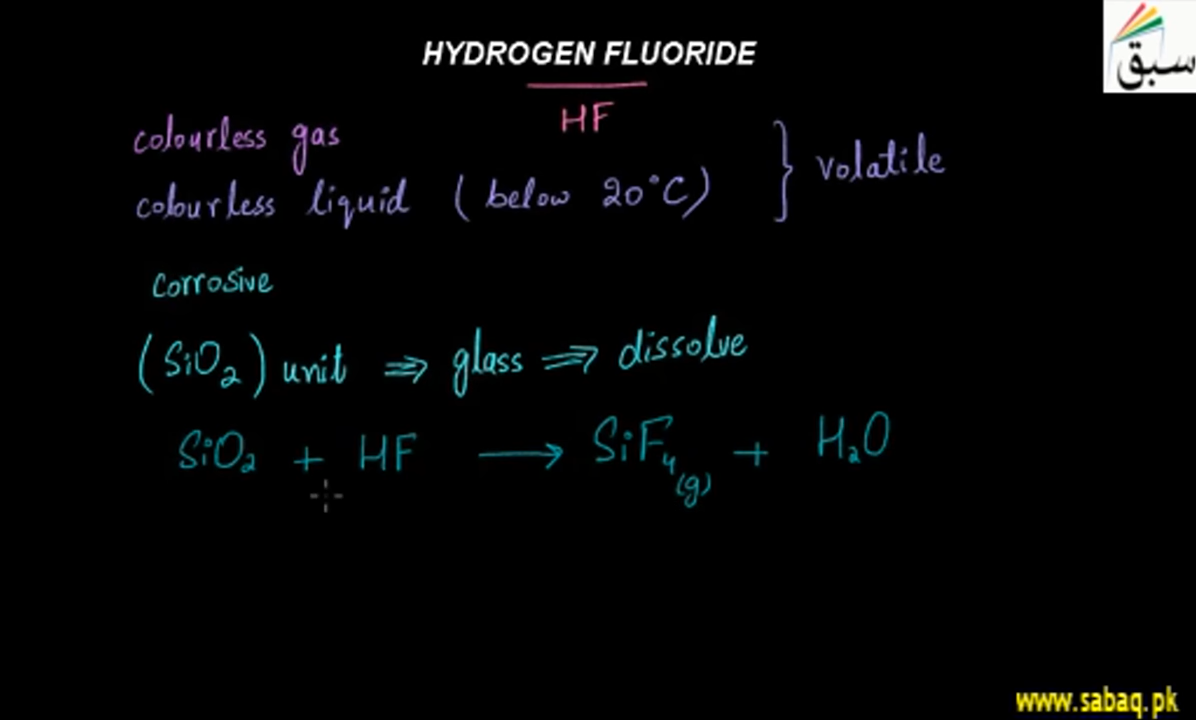 سبق
HYDROGEN FLUORIDE
HF
colourless gas
colourless liquid (below 20°C) } volatile
corrosive
(SiO₂) unit ⇒ glass ⇒ dissolve
SiO₂ + HF ⟶ SiF₄(g) + H₂O
www.sabaq.pk